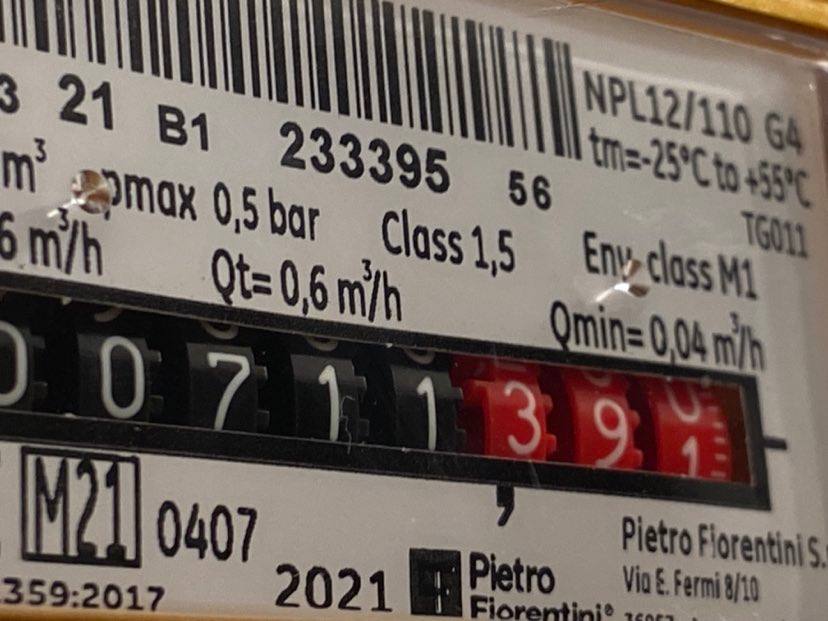 NPL12/110 G4
tm=-25°C to +55°C
TG011
3 21 B1 233395 56
m³ pmax 0,5 bar Class 1,5 Env. class M1
6 m³/h Qt= 0,6 m³/h Qmin= 0,04 m³/h
0 0 7 1 1 3 9 0 1
,
M21 0407
359:2017 2021
Pietro Fiorentini®
Pietro Fiorentini S.
Via E. Fermi 8/10